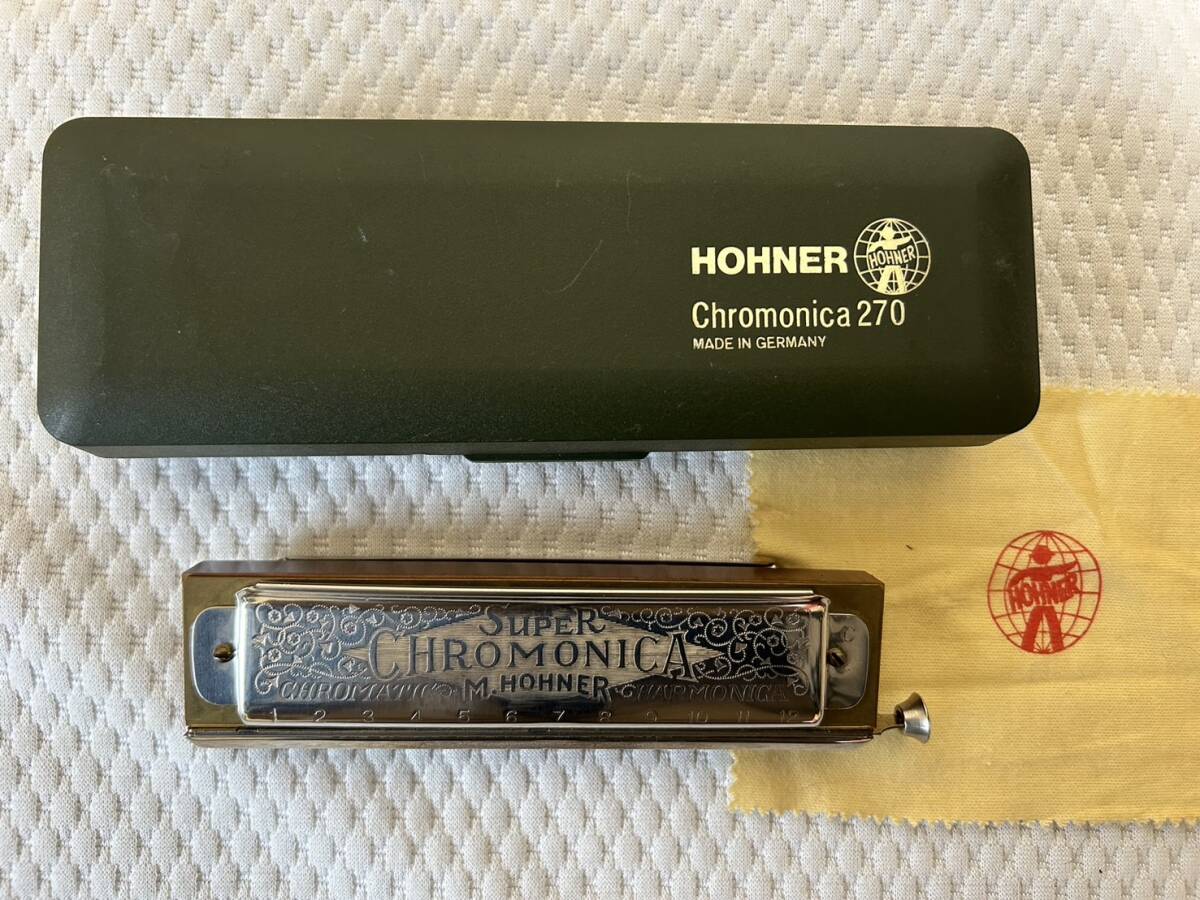 HOHNER HOHNER
Chromonica 270
MADE IN GERMANY
HOHNER
SUPER
CHROMONICA
CHROMATIC M. HOHNER HARMONICA
1 2 3 4 5 6 7 8 9 10 11 12